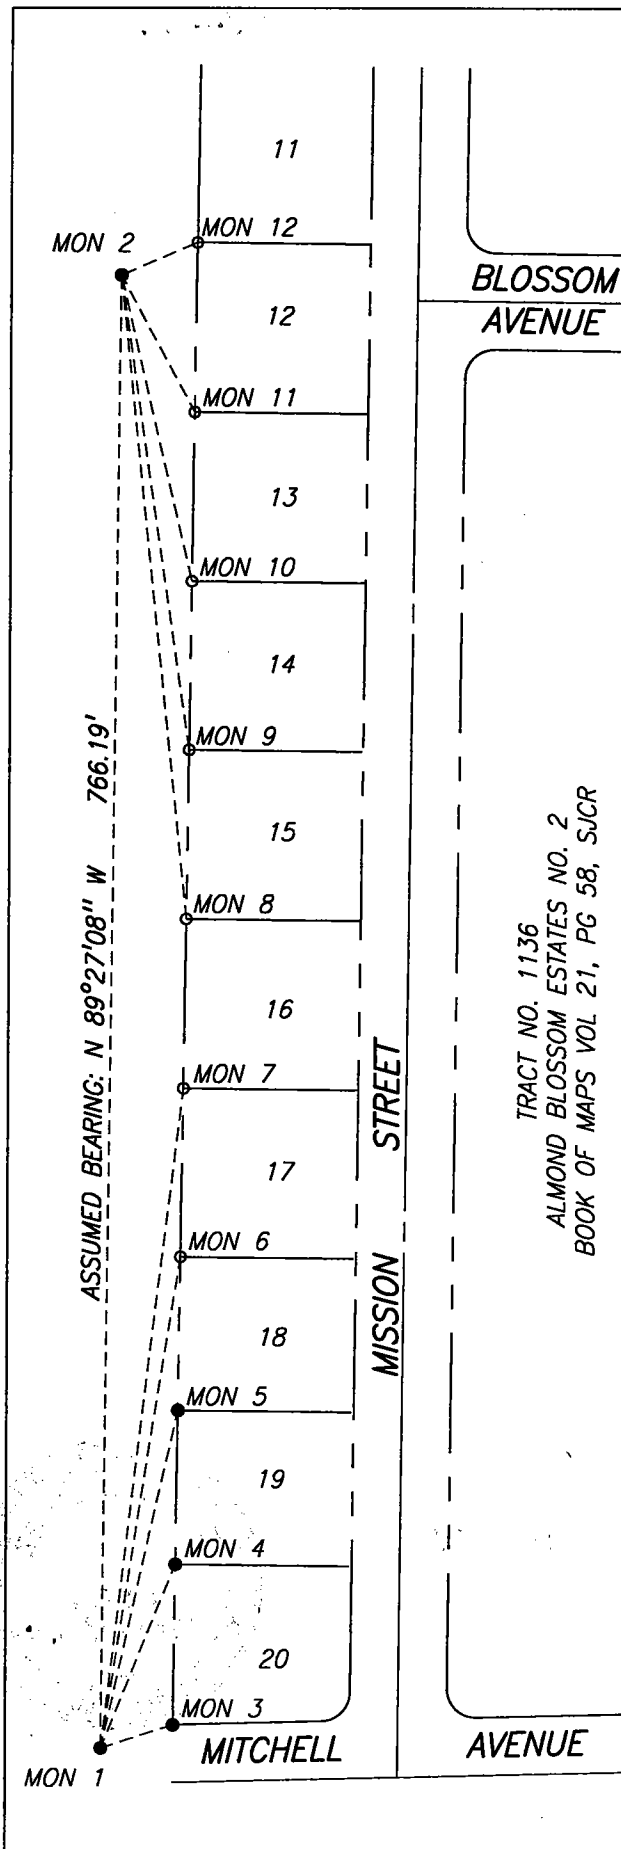 11
MON 12
MON 2
BLOSSOM
AVENUE
12
MON 11
13
MON 10
14
MON 9
ASSUMED BEARING: N 89°27'08" W 766.19'
15
MON 8
TRACT NO. 1136
ALMOND BLOSSOM ESTATES NO. 2
BOOK OF MAPS VOL 21, PG 58, SJCR
16
MON 7
MISSION STREET
17
MON 6
18
MON 5
19
MON 4
20
MON 3
MITCHELL AVENUE
MON 1